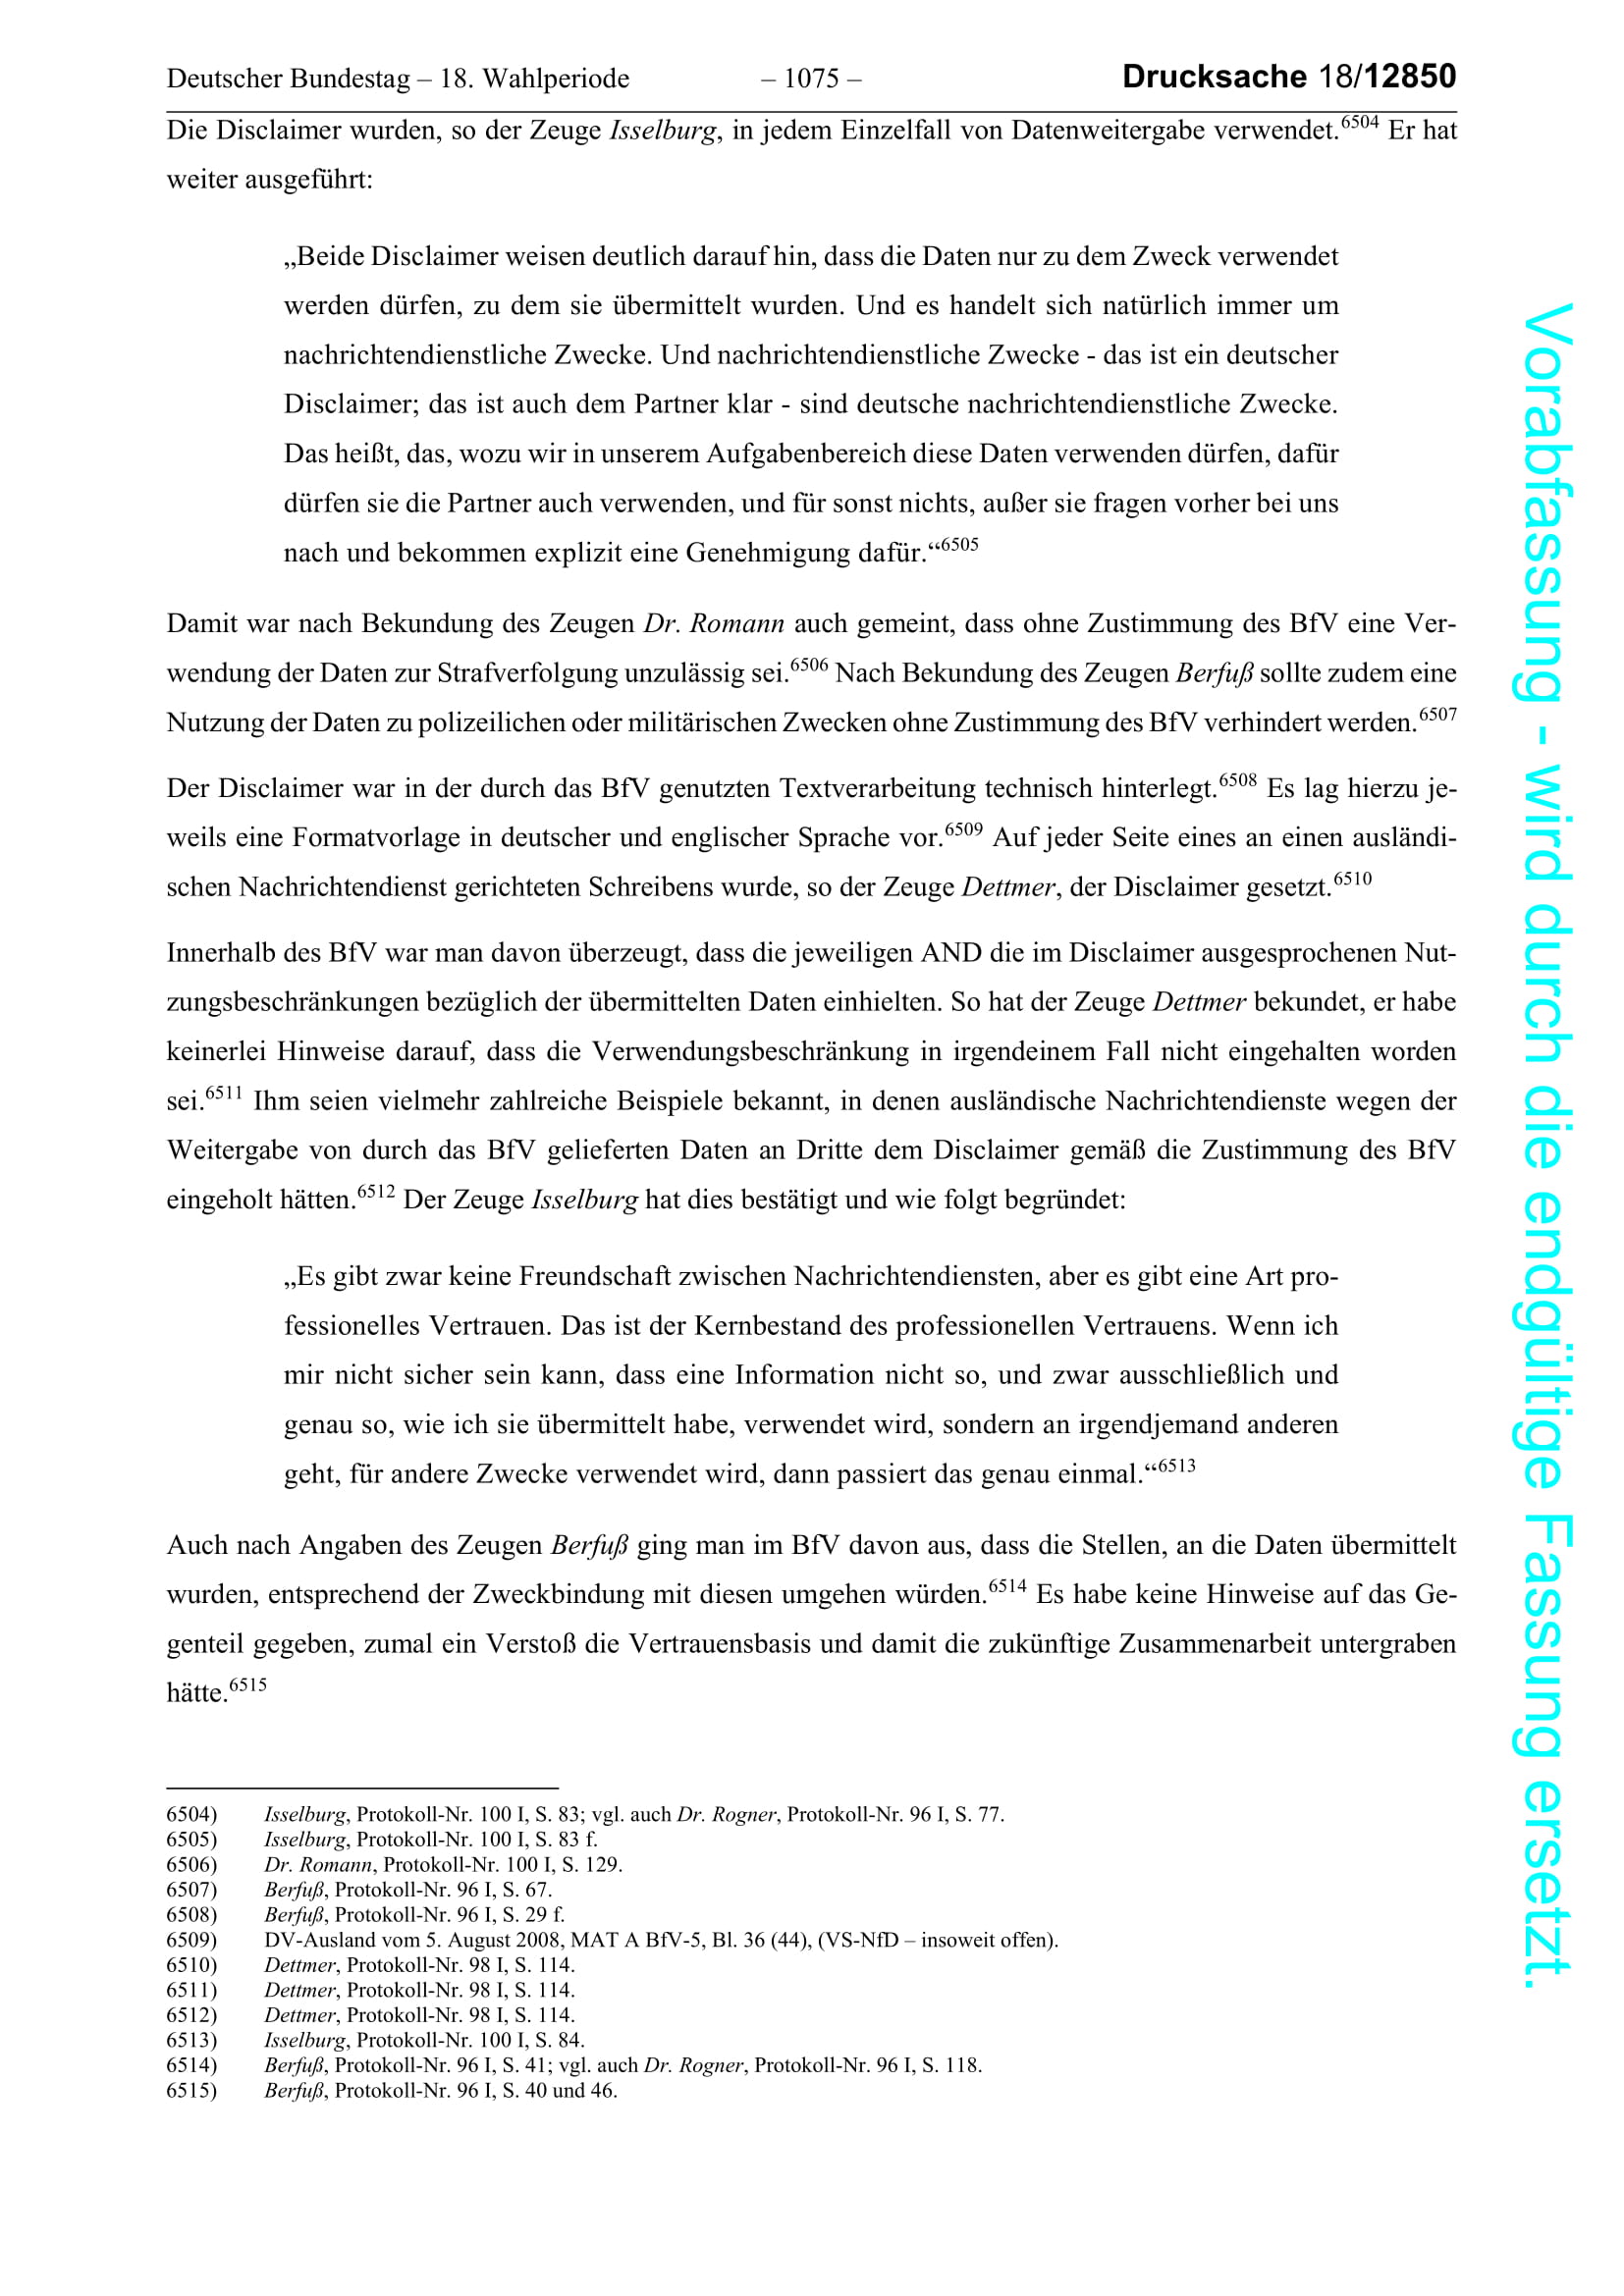 Deutscher Bundestag – 18. Wahlperiode – 1075 – Drucksache 18/12850
Die Disclaimer wurden, so der Zeuge Isselburg, in jedem Einzelfall von Datenweitergabe verwendet.6504 Er hat
weiter ausgeführt:
„Beide Disclaimer weisen deutlich darauf hin, dass die Daten nur zu dem Zweck verwendet
werden dürfen, zu dem sie übermittelt wurden. Und es handelt sich natürlich immer um
nachrichtendienstliche Zwecke. Und nachrichtendienstliche Zwecke - das ist ein deutscher
Disclaimer; das ist auch dem Partner klar - sind deutsche nachrichtendienstliche Zwecke.
Das heißt, das, wozu wir in unserem Aufgabenbereich diese Daten verwenden dürfen, dafür
dürfen sie die Partner auch verwenden, und für sonst nichts, außer sie fragen vorher bei uns
nach und bekommen explizit eine Genehmigung dafür.“6505
Damit war nach Bekundung des Zeugen Dr. Romann auch gemeint, dass ohne Zustimmung des BfV eine Ver-
wendung der Daten zur Strafverfolgung unzulässig sei.6506 Nach Bekundung des Zeugen Berfuß sollte zudem eine
Nutzung der Daten zu polizeilichen oder militärischen Zwecken ohne Zustimmung des BfV verhindert werden.6507
Der Disclaimer war in der durch das BfV genutzten Textverarbeitung technisch hinterlegt.6508 Es lag hierzu je-
weils eine Formatvorlage in deutscher und englischer Sprache vor.6509 Auf jeder Seite eines an einen ausländi-
schen Nachrichtendienst gerichteten Schreibens wurde, so der Zeuge Dettmer, der Disclaimer gesetzt.6510
Innerhalb des BfV war man davon überzeugt, dass die jeweiligen AND die im Disclaimer ausgesprochenen Nut-
zungsbeschränkungen bezüglich der übermittelten Daten einhielten. So hat der Zeuge Dettmer bekundet, er habe
keinerlei Hinweise darauf, dass die Verwendungsbeschränkung in irgendeinem Fall nicht eingehalten worden
sei.6511 Ihm seien vielmehr zahlreiche Beispiele bekannt, in denen ausländische Nachrichtendienste wegen der
Weitergabe von durch das BfV gelieferten Daten an Dritte dem Disclaimer gemäß die Zustimmung des BfV
eingeholt hätten.6512 Der Zeuge Isselburg hat dies bestätigt und wie folgt begründet:
„Es gibt zwar keine Freundschaft zwischen Nachrichtendiensten, aber es gibt eine Art pro-
fessionelles Vertrauen. Das ist der Kernbestand des professionellen Vertrauens. Wenn ich
mir nicht sicher sein kann, dass eine Information nicht so, und zwar ausschließlich und
genau so, wie ich sie übermittelt habe, verwendet wird, sondern an irgendjemand anderen
geht, für andere Zwecke verwendet wird, dann passiert das genau einmal.“6513
Auch nach Angaben des Zeugen Berfuß ging man im BfV davon aus, dass die Stellen, an die Daten übermittelt
wurden, entsprechend der Zweckbindung mit diesen umgehen würden.6514 Es habe keine Hinweise auf das Ge-
genteil gegeben, zumal ein Verstoß die Vertrauensbasis und damit die zukünftige Zusammenarbeit untergraben
hätte.6515
6504) Isselburg, Protokoll-Nr. 100 I, S. 83; vgl. auch Dr. Rogner, Protokoll-Nr. 96 I, S. 77.
6505) Isselburg, Protokoll-Nr. 100 I, S. 83 f.
6506) Dr. Romann, Protokoll-Nr. 100 I, S. 129.
6507) Berfuß, Protokoll-Nr. 96 I, S. 67.
6508) Berfuß, Protokoll-Nr. 96 I, S. 29 f.
6509) DV-Ausland vom 5. August 2008, MAT A BfV-5, Bl. 36 (44), (VS-NfD – insoweit offen).
6510) Dettmer, Protokoll-Nr. 98 I, S. 114.
6511) Dettmer, Protokoll-Nr. 98 I, S. 114.
6512) Dettmer, Protokoll-Nr. 98 I, S. 114.
6513) Isselburg, Protokoll-Nr. 100 I, S. 84.
6514) Berfuß, Protokoll-Nr. 96 I, S. 41; vgl. auch Dr. Rogner, Protokoll-Nr. 96 I, S. 118.
6515) Berfuß, Protokoll-Nr. 96 I, S. 40 und 46.
Vorabfassung - wird durch die endgültige Fassung ersetzt.